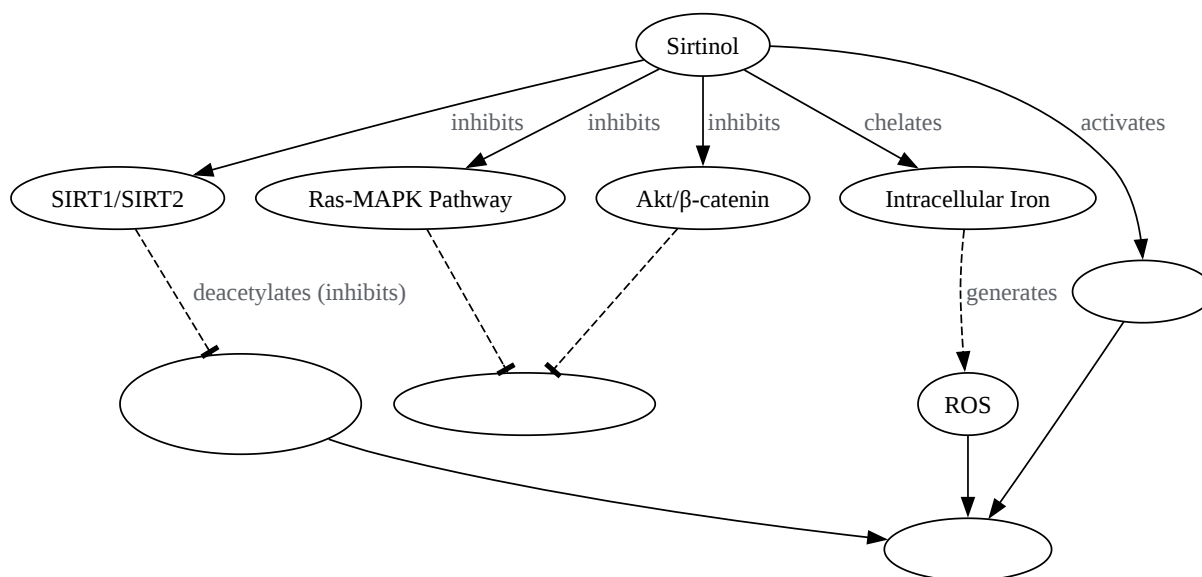 Sirtinol
inhibits
inhibits
inhibits
chelates
activates
SIRT1/SIRT2
Ras-MAPK Pathway
Akt/β-catenin
Intracellular Iron
deacetylates (inhibits)
generates
ROS